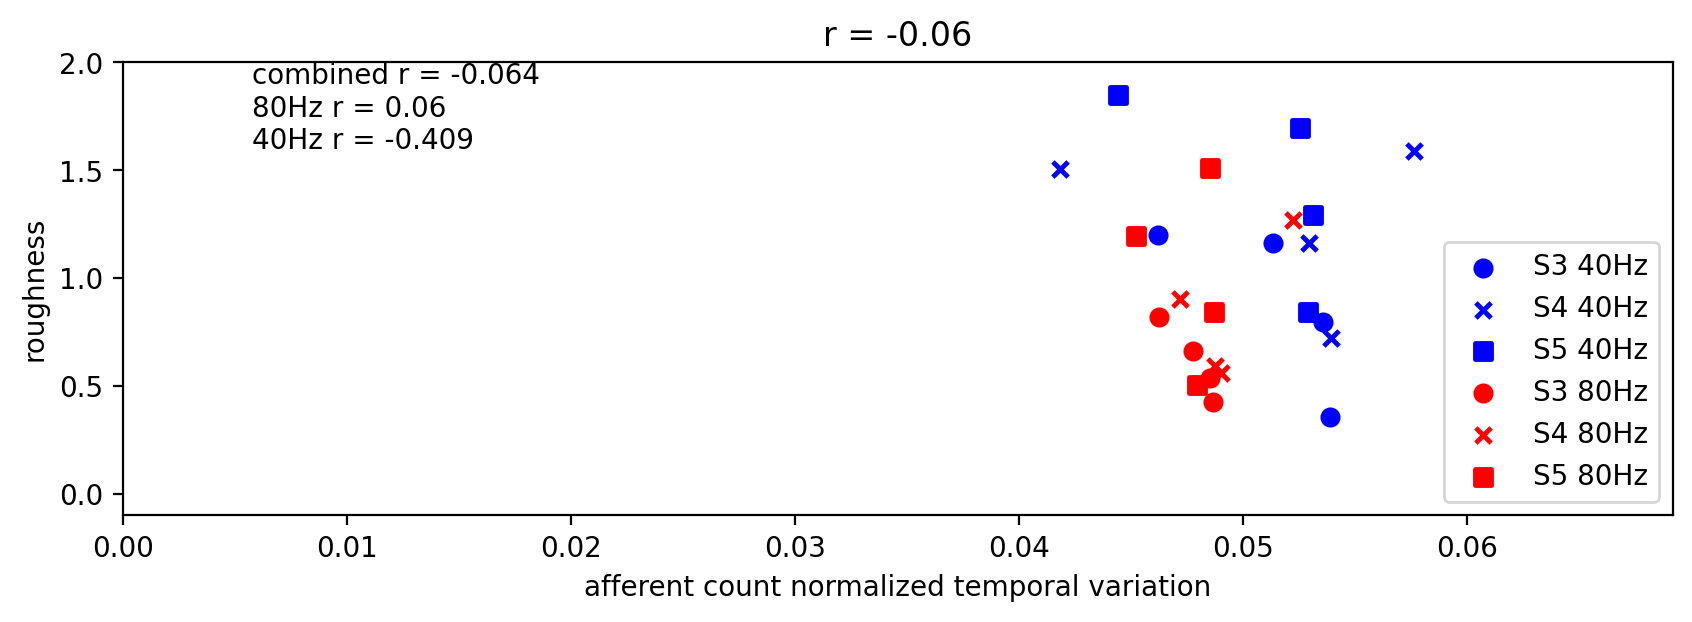 r = -0.06
combined r = -0.064
80Hz r = 0.06
40Hz r = -0.409
2.0
1.5
1.0
0.5
0.0
roughness
S3 40Hz
S4 40Hz
S5 40Hz
S3 80Hz
S4 80Hz
S5 80Hz
0.00 0.01 0.02 0.03 0.04 0.05 0.06
afferent count normalized temporal variation